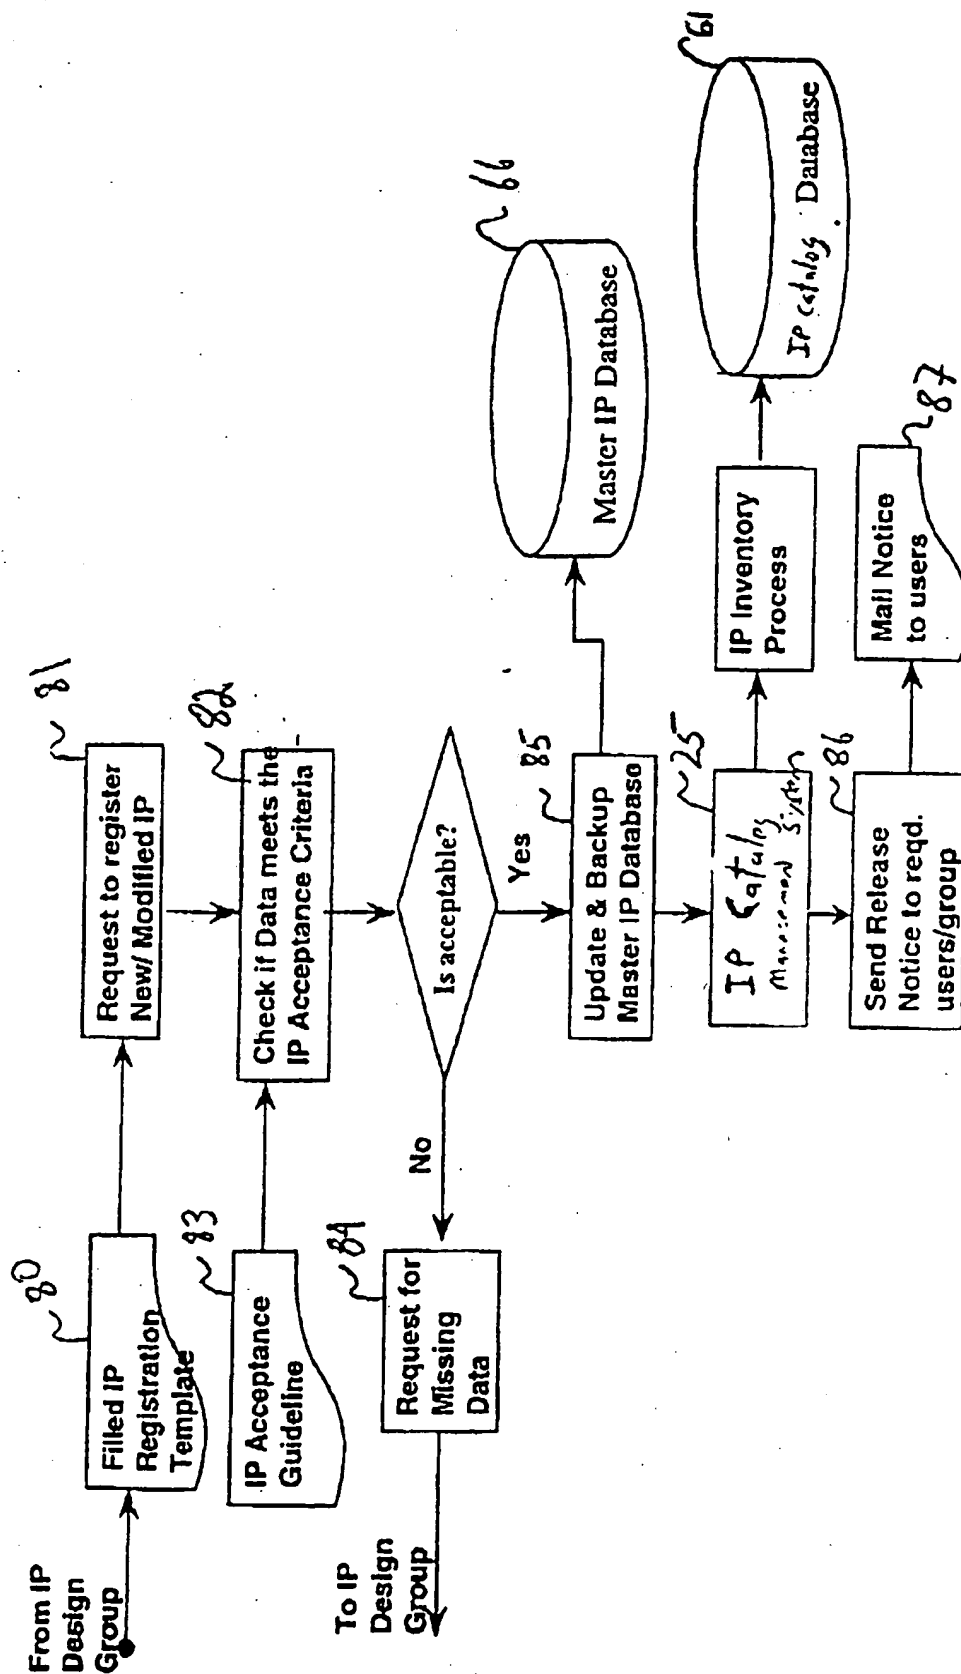 From IP
Design
Group
80
Filled IP
Registration
Template
81
Request to register
New/ Modified IP
83
IP Acceptance
Guideline
82
Check if Data meets the
IP Acceptance Criteria
Is acceptable?
No
84
Request for
Missing
Data
To IP
Design
Group
Yes
85
Update & Backup
Master IP Database
66
Master IP Database
25
IP Catalog
Management System
IP Inventory
Process
61
IP Catalog Database
86
Send Release
Notice to reqd.
users/group
87
Mail Notice
to users